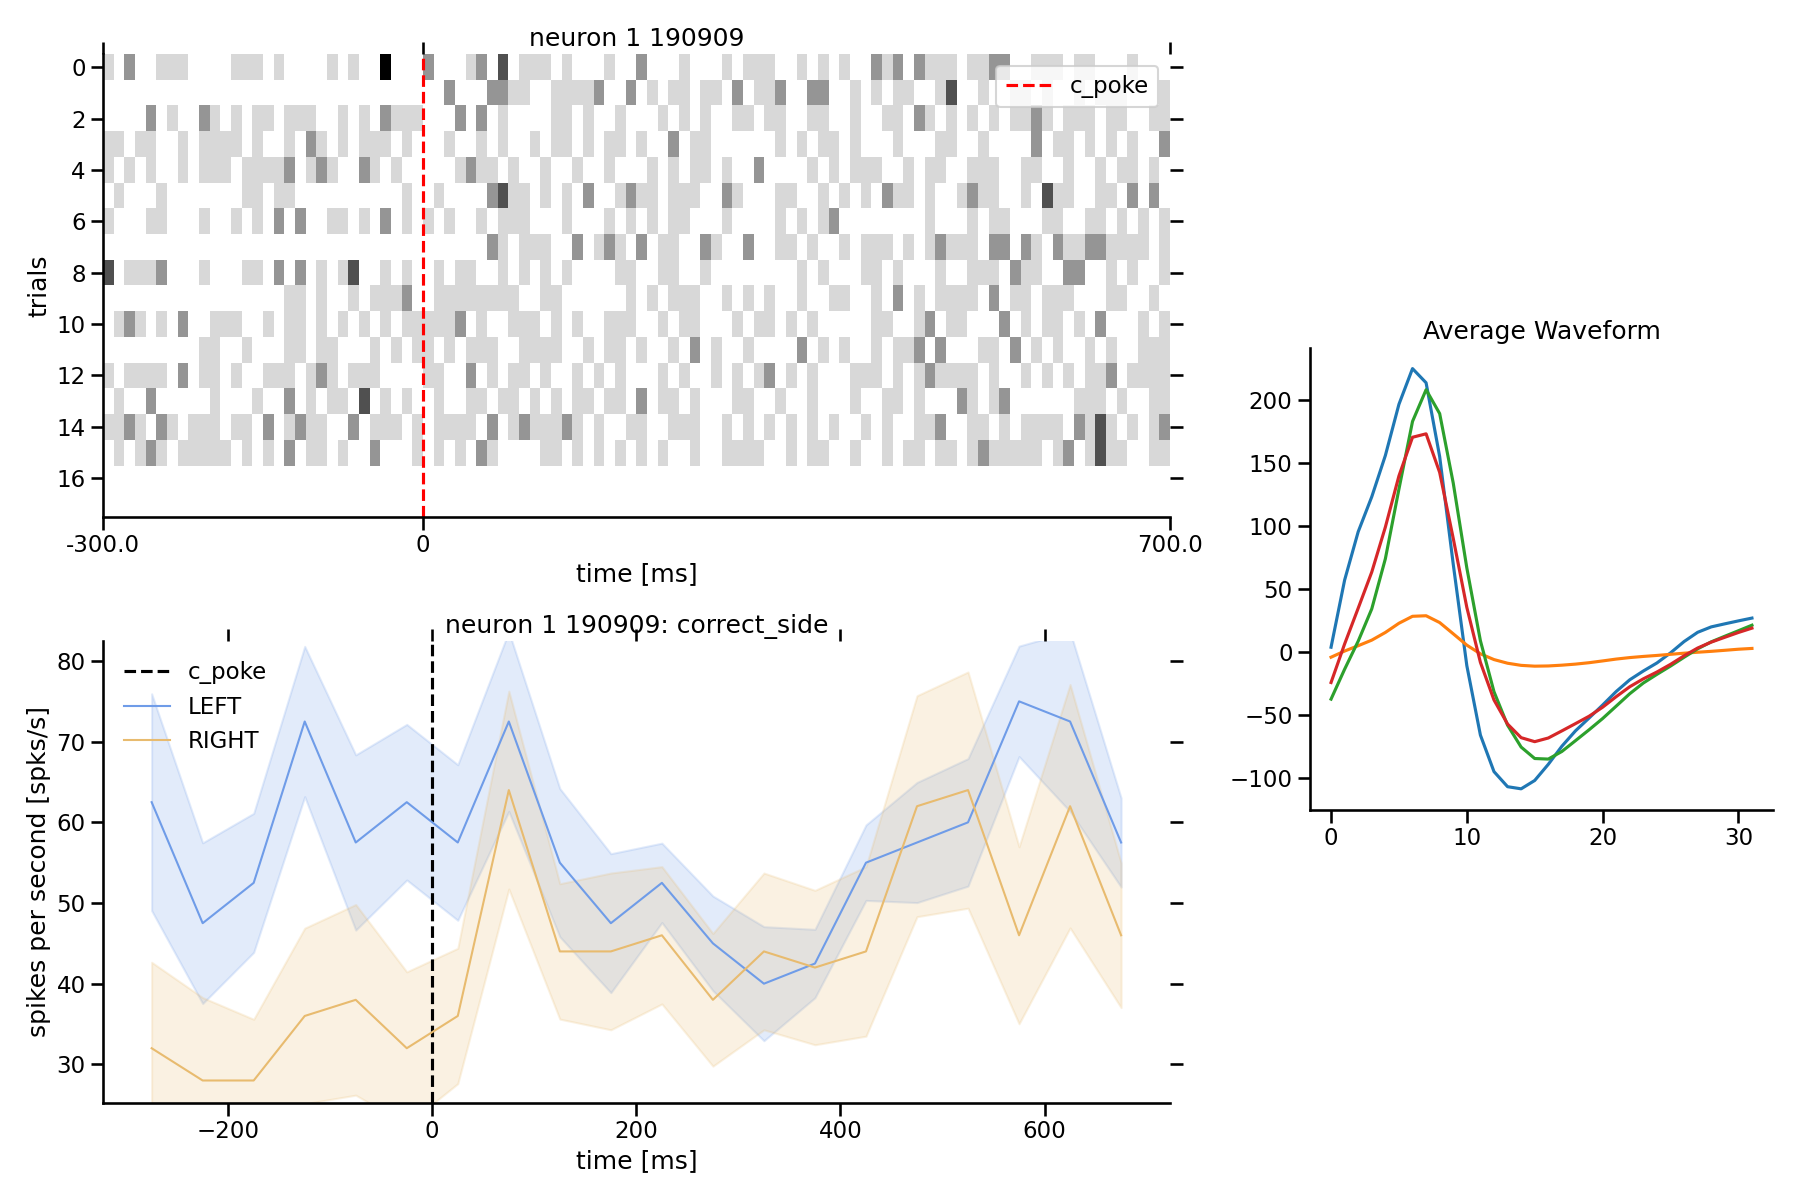 neuron 1 190909
c_poke
trials
0
2
4
6
8
10
12
14
16
-300.0 0 700.0
time [ms]
neuron 1 190909: correct_side
c_poke
LEFT
RIGHT
spikes per second [spks/s]
80
70
60
50
40
30
−200 0 200 400 600
time [ms]
Average Waveform
200
150
100
50
0
−50
−100
0 10 20 30